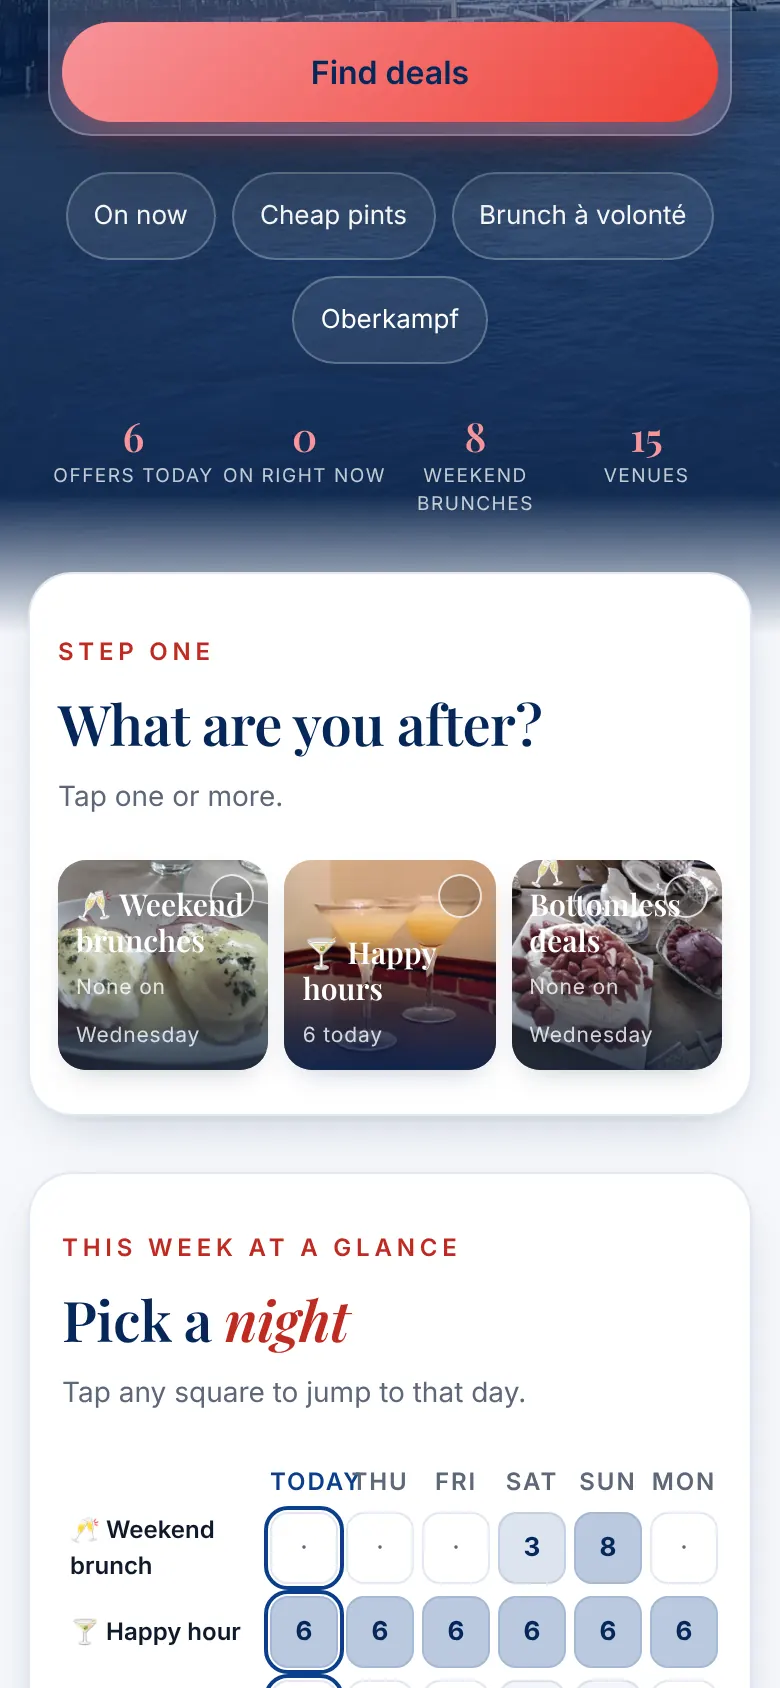 Find deals
On now
Cheap pints
Brunch à volonté
Oberkampf
6
OFFERS TODAY
0
ON RIGHT NOW
8
WEEKEND
BRUNCHES
15
VENUES
STEP ONE
What are you after?
Tap one or more.
🥂 Weekend
brunches
None on
Wednesday
🍸 Happy
hours
6 today
🥂
Bottomless
deals
None on
Wednesday
THIS WEEK AT A GLANCE
Pick a night
Tap any square to jump to that day.
TODAY THU FRI SAT SUN MON
🥂 Weekend
brunch
· · · 3 8 ·
🍸 Happy hour 6 6 6 6 6 6